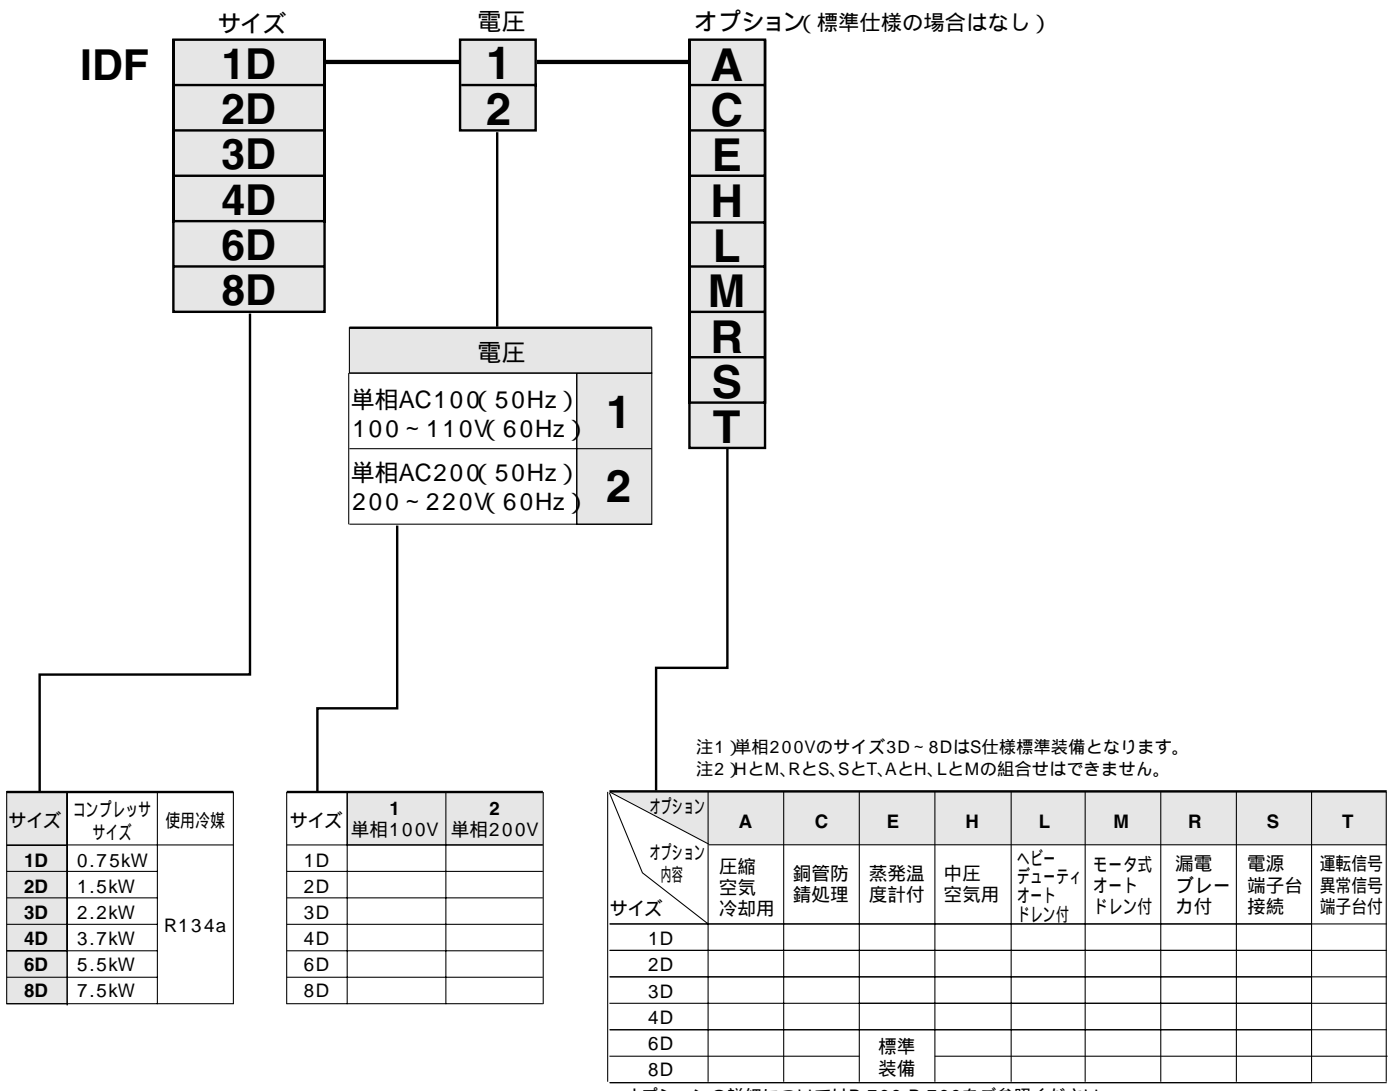 サイズ
電圧
オプション(標準仕様の場合はなし)
IDF
1D
2D
3D
4D
6D
8D
1
2
A
C
E
H
L
M
R
S
T
電圧
単相AC100(50Hz)
100~110V(60Hz)
1
単相AC200(50Hz)
200~220V(60Hz)
2
注1)単相200Vのサイズ3D~8DはS仕様標準装備となります。
注2)HとM、RとS、SとT、AとH、LとMの組合せはできません。
サイズ コンプレッササイズ 使用冷媒
1D 0.75kW
2D 1.5kW
3D 2.2kW
4D 3.7kW
6D 5.5kW
8D 7.5kW
R134a
サイズ 1 単相100V 2 単相200V
1D
2D
3D
4D
6D
8D
オプション A C E H L M R S T
オプション内容
サイズ
圧縮空気冷却用
銅管防錆処理
蒸発温度計付
中圧空気用
ヘビーデューティオートドレン付
モータ式オートドレン付
漏電ブレーカ付
電源端子台接続
運転信号異常信号端子台付
1D
2D
3D
4D
6D
8D
標準装備